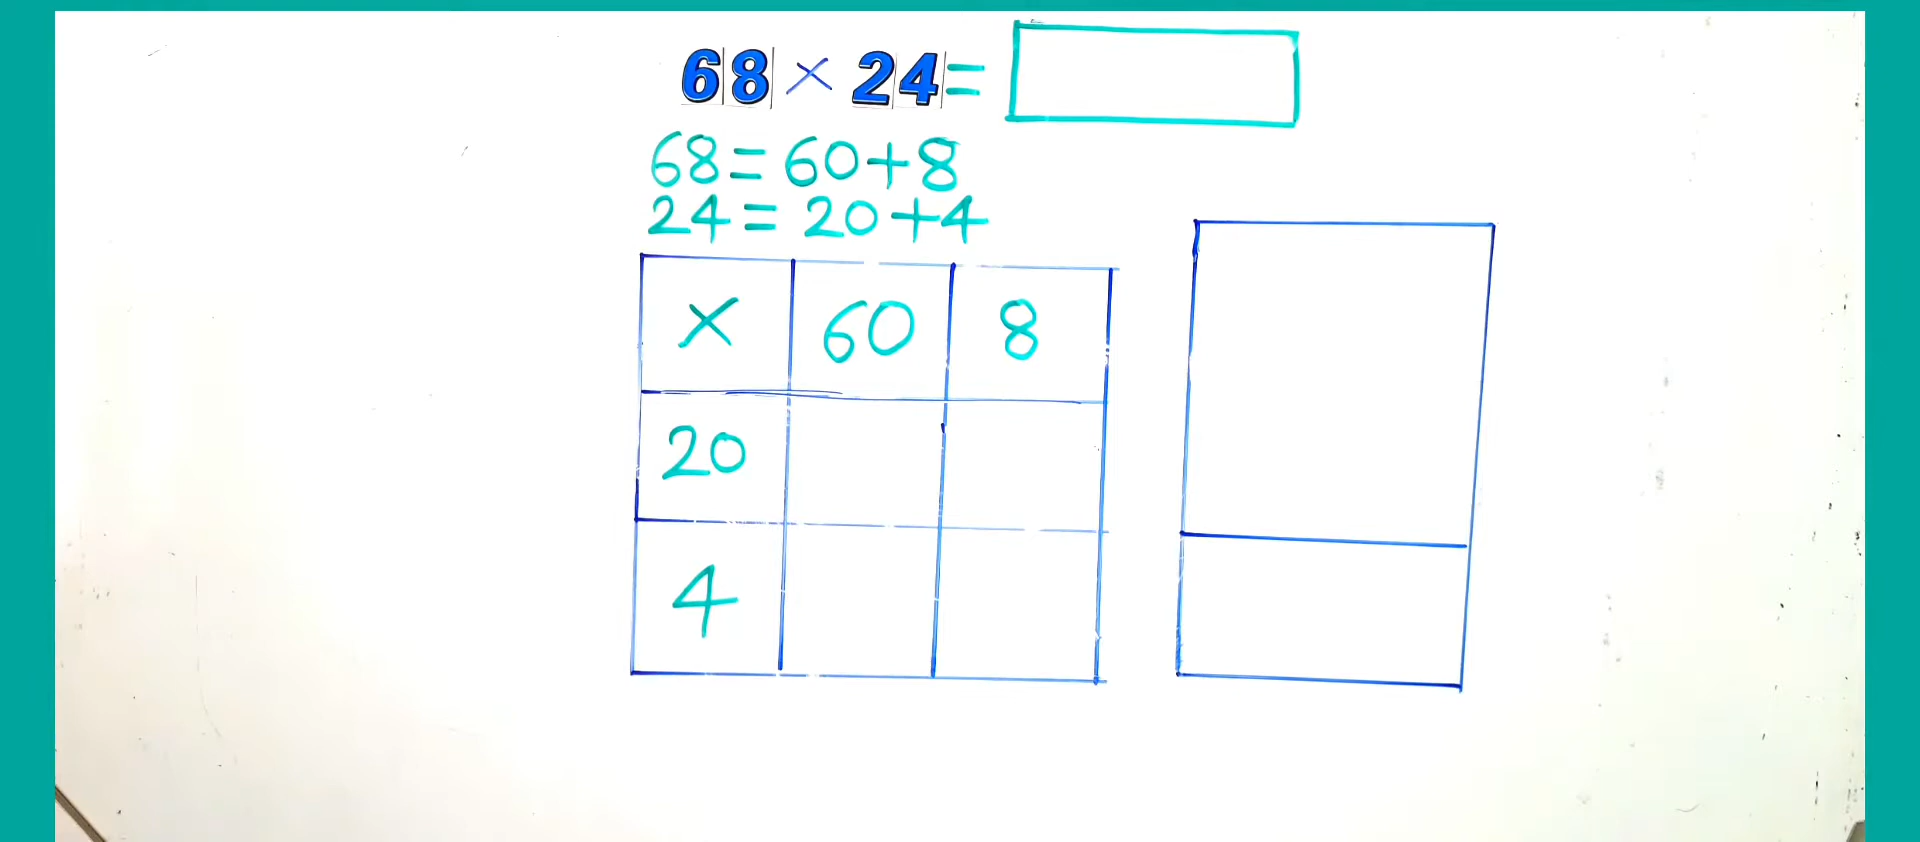 68 × 24 =
68 = 60 + 8
24 = 20 + 4
× 60 8
20
4